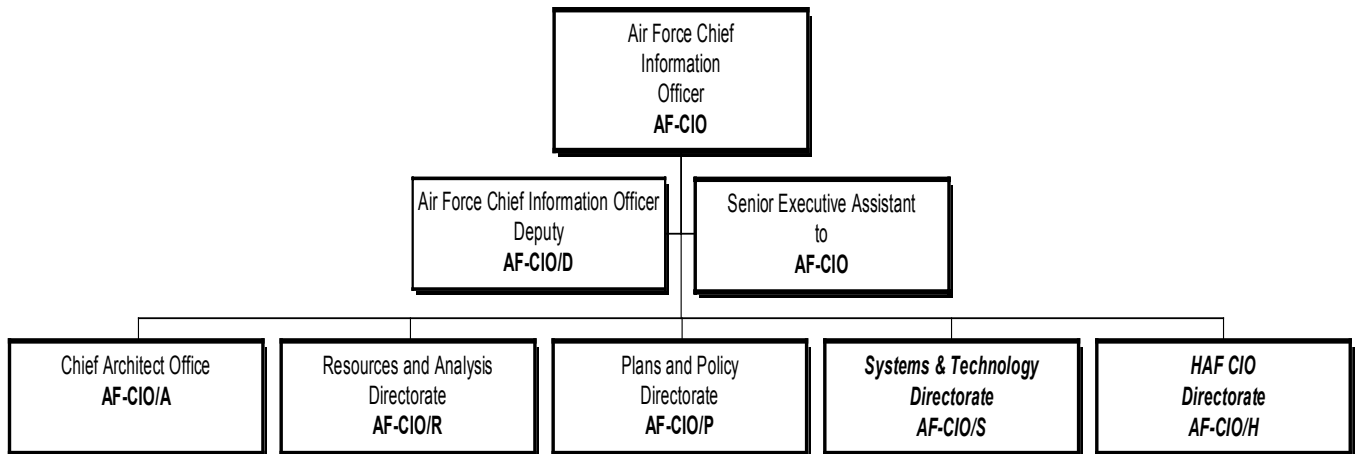 Air Force Chief
Information
Officer
AF-CIO
Air Force Chief Information Officer
Deputy
AF-CIO/D
Senior Executive Assistant
to
AF-CIO
Chief Architect Office
AF-CIO/A
Resources and Analysis
Directorate
AF-CIO/R
Plans and Policy
Directorate
AF-CIO/P
Systems & Technology
Directorate
AF-CIO/S
HAF CIO
Directorate
AF-CIO/H